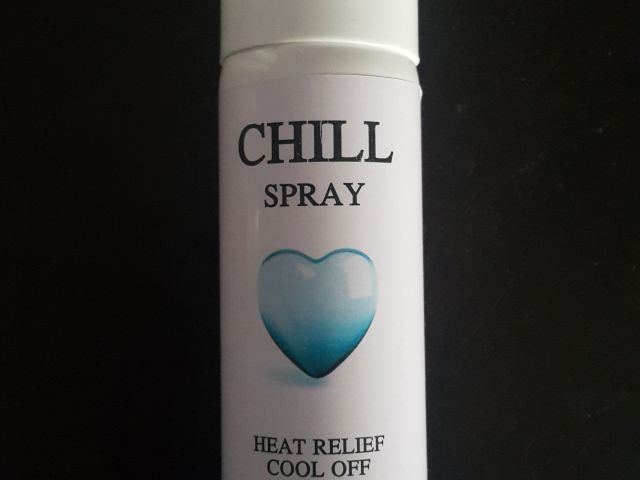 CHILL
SPRAY
HEAT RELIEF
COOL OFF